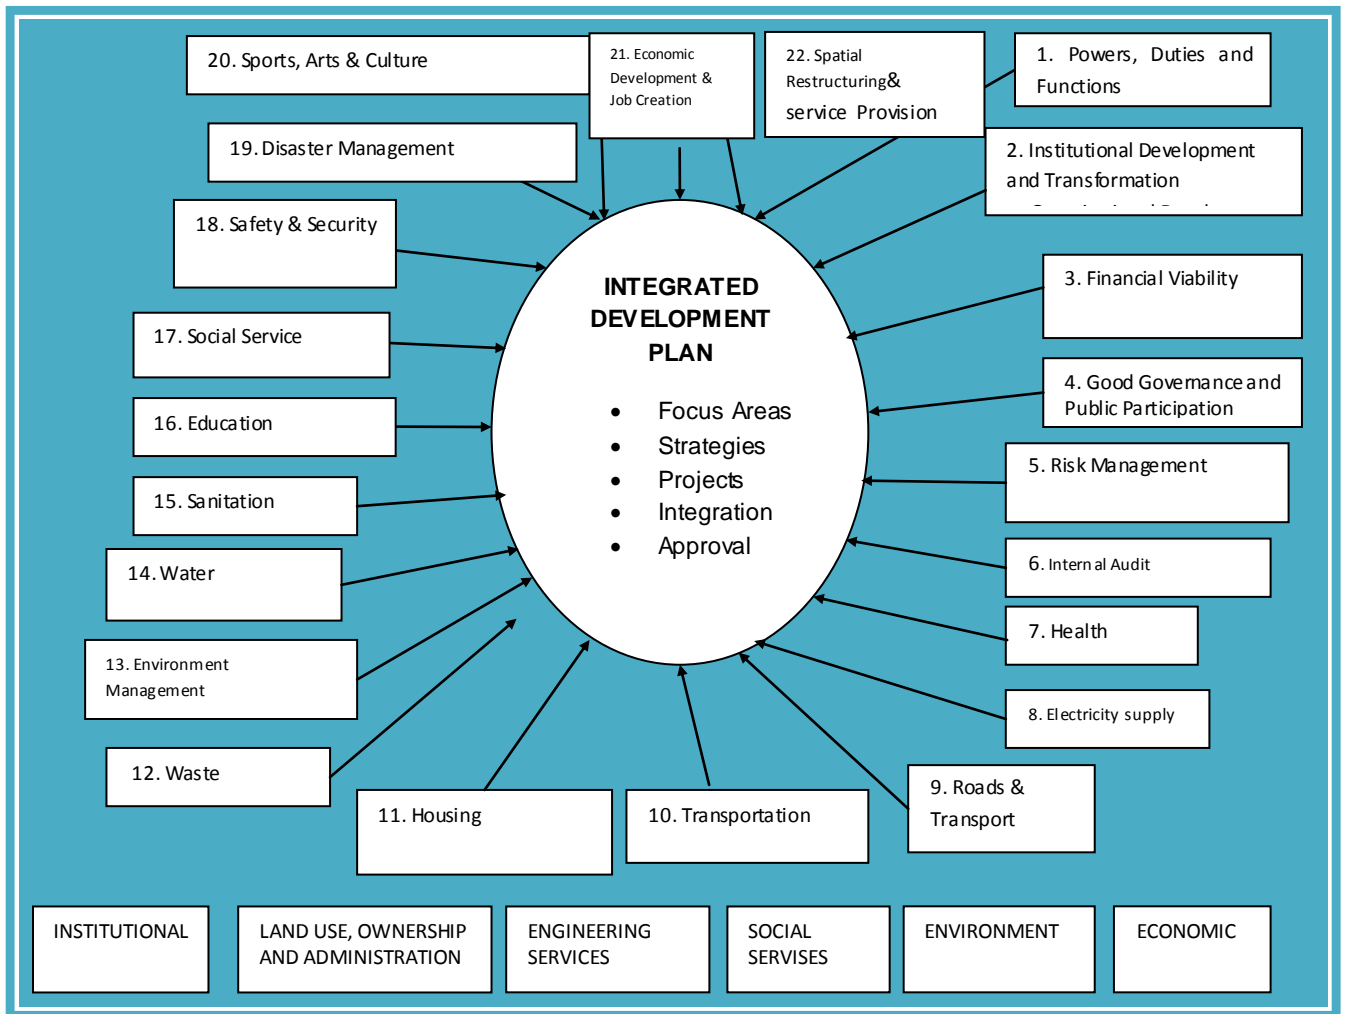 20. Sports, Arts & Culture
21. Economic
Development &
Job Creation
22. Spatial
Restructuring&
service Provision
1. Powers, Duties and
Functions
19. Disaster Management
2. Institutional Development
and Transformation
18. Safety & Security
3. Financial Viability
17. Social Service
4. Good Governance and
Public Participation
16. Education
5. Risk Management
15. Sanitation
6. Internal Audit
14. Water
7. Health
13. Environment
Management
8. Electricity supply
12. Waste
9. Roads &
Transport
11. Housing
10. Transportation
INTEGRATED
DEVELOPMENT
PLAN
• Focus Areas
• Strategies
• Projects
• Integration
• Approval
INSTITUTIONAL
LAND USE, OWNERSHIP
AND ADMINISTRATION
ENGINEERING
SERVICES
SOCIAL
SERVISES
ENVIRONMENT
ECONOMIC